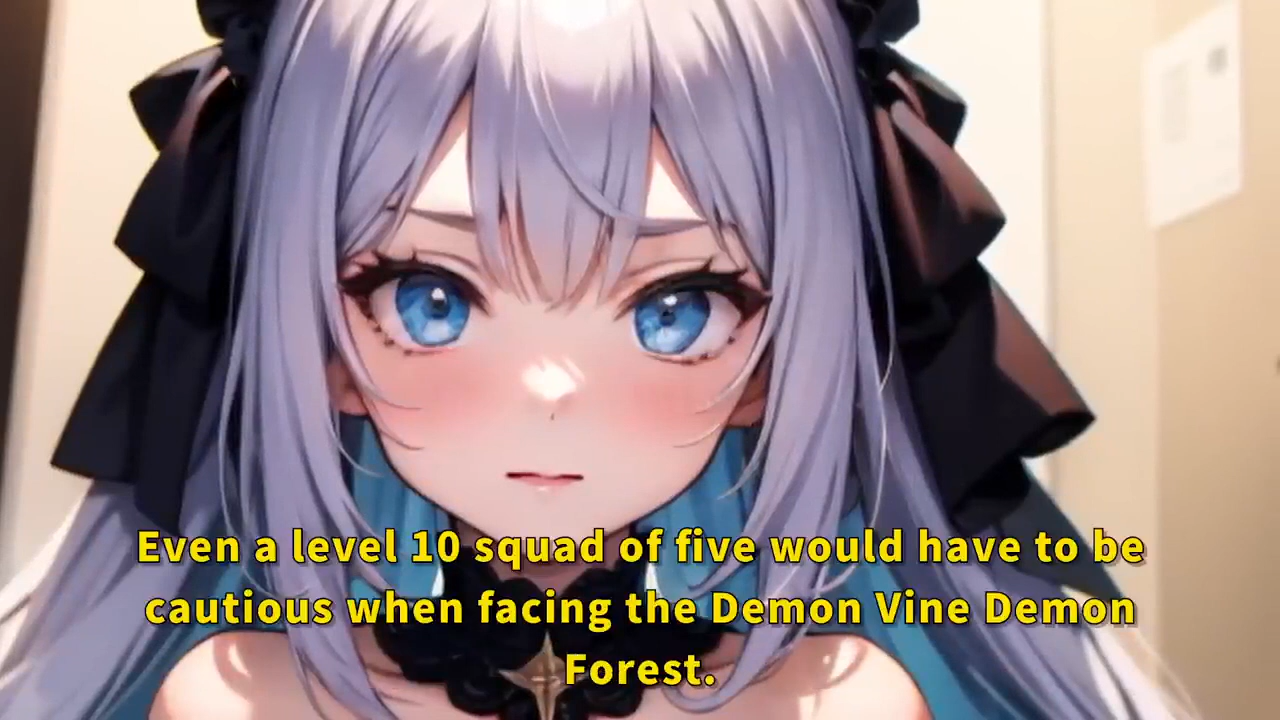 Even a level 10 squad of five would have to be
cautious when facing the Demon Vine Demon
Forest.